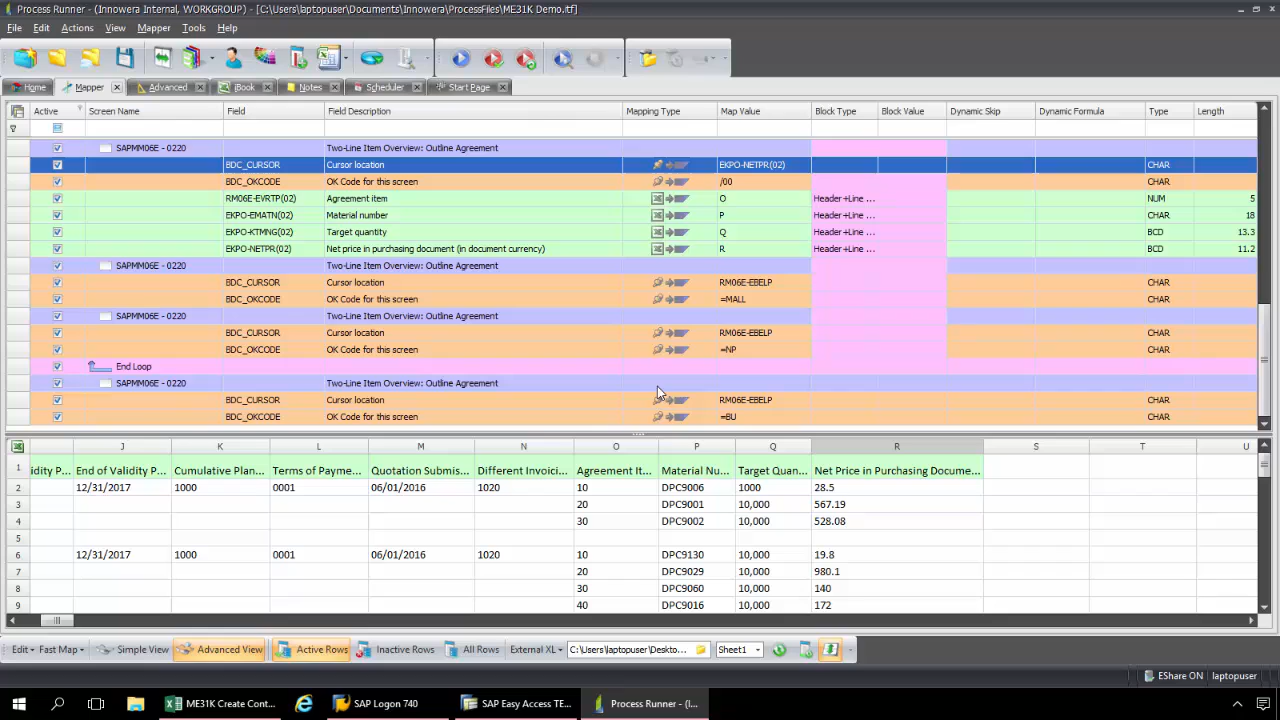 Process Runner - (Innowera Internal, WORKGROUP) - [C:\Users\laptopuser\Documents\Innowera\ProcessFiles\ME31K Demo.itf]
File Edit Actions View Mapper Tools Help
Home Mapper Advanced iBook Notes Scheduler Start Page
Active Screen Name Field Field Description Mapping Type Map Value Block Type Block Value Dynamic Skip Dynamic Formula Type Length
SAPMM06E - 0220 Two-Line Item Overview: Outline Agreement
BDC_CURSOR Cursor location EKPO-NETPR(02) CHAR
BDC_OKCODE OK Code for this screen /00 CHAR
RM06E-EVRTP(02) Agreement item O Header+Line ... NUM 5
EKPO-EMATN(02) Material number P Header+Line ... CHAR 18
EKPO-KTMNG(02) Target quantity Q Header+Line ... BCD 13.3
EKPO-NETPR(02) Net price in purchasing document (in document currency) R Header+Line ... BCD 11.2
SAPMM06E - 0220 Two-Line Item Overview: Outline Agreement
BDC_CURSOR Cursor location RM06E-EBELP CHAR
BDC_OKCODE OK Code for this screen =MALL CHAR
SAPMM06E - 0220 Two-Line Item Overview: Outline Agreement
BDC_CURSOR Cursor location RM06E-EBELP CHAR
BDC_OKCODE OK Code for this screen =NP CHAR
End Loop
SAPMM06E - 0220 Two-Line Item Overview: Outline Agreement
BDC_CURSOR Cursor location RM06E-EBELP CHAR
BDC_OKCODE OK Code for this screen =BU CHAR
J K L M N O P Q R S T U
1 idity P... End of Validity P... Cumulative Plan... Terms of Payme... Quotation Submis... Different Invoicin... Agreement It... Material Nu... Target Quan... Net Price in Purchasing Docume...
2 12/31/2017 1000 0001 06/01/2016 1020 10 DPC9006 1000 28.5
3 20 DPC9001 10,000 567.19
4 30 DPC9002 10,000 528.08
5
6 12/31/2017 1000 0001 06/01/2016 1020 10 DPC9130 10,000 19.8
7 20 DPC9029 10,000 980.1
8 30 DPC9060 10,000 140
9 40 DPC9016 10,000 172
Edit Fast Map Simple View Advanced View Active Rows Inactive Rows All Rows External XL C:\Users\laptopuser\Deskto... Sheet1
EShare ON laptopuser
ME31K Create Cont... SAP Logon 740 SAP Easy Access TE... Process Runner - (I...